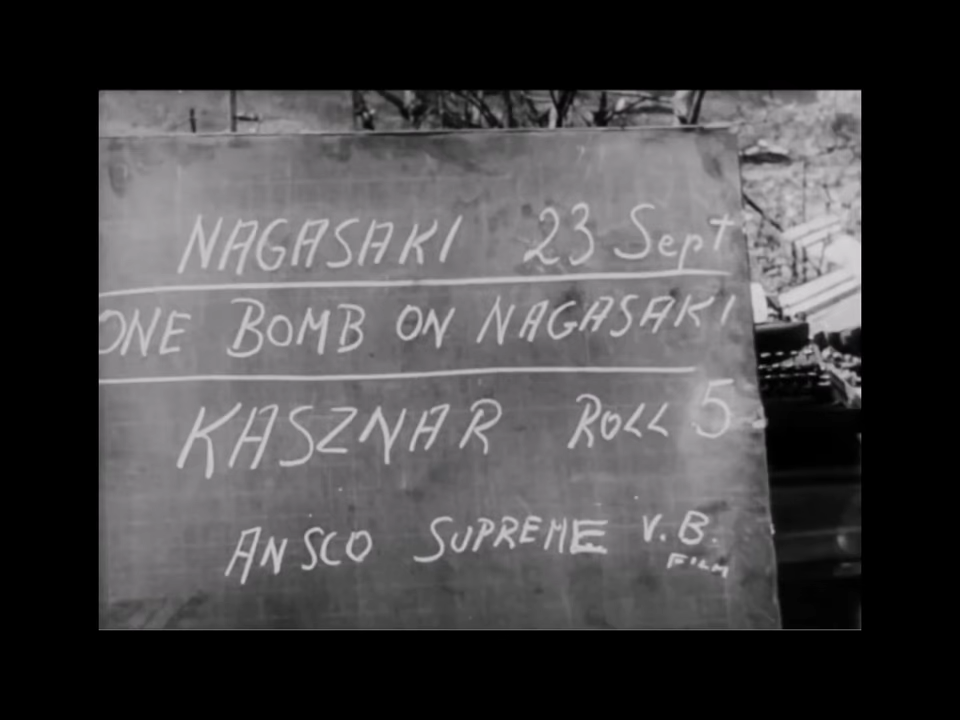 NAGASAKI 23 Sept
ONE BOMB ON NAGASAKI
KASZNAR ROLL 5
ANSCO SUPREME V.B.
FILM